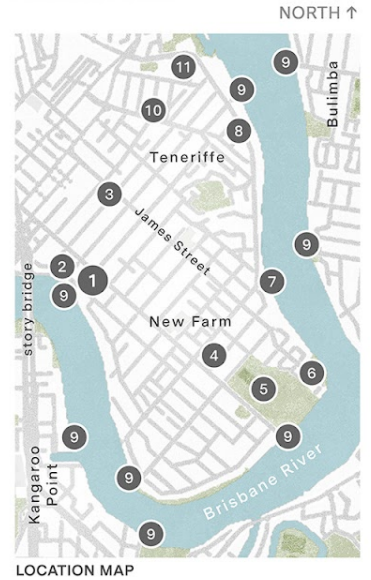 NORTH ↑
9
11
9
Bulimba
10
8
Teneriffe
3
James Street
9
2
1
7
9
story bridge
New Farm
4
6
5
9
9
Kangaroo
Point
Brisbane River
9
9
LOCATION MAP